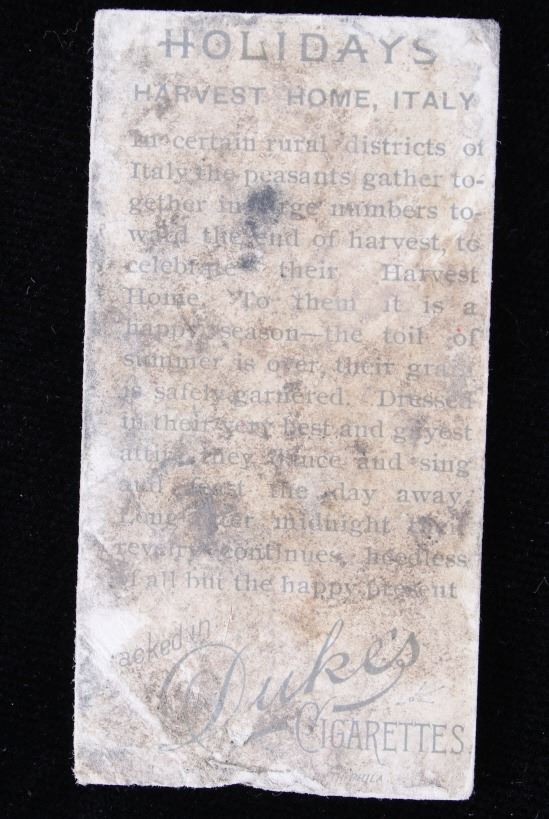 HOLIDAYS
HARVEST HOME, ITALY
In certain rural districts of
Italy the peasants gather to-
gether in large numbers to-
ward the end of harvest, to
celebrate their Harvest
Home. To them it is a
happy season—the toil of
summer is over, their grain
is safely garnered. Dressed
in their very best and gayest
attire they dance and sing
and feast the day away.
Long after midnight their
revelry continues, heedless
of all but the happy present
Packed in
Duke's
CIGARETTES
PHILA